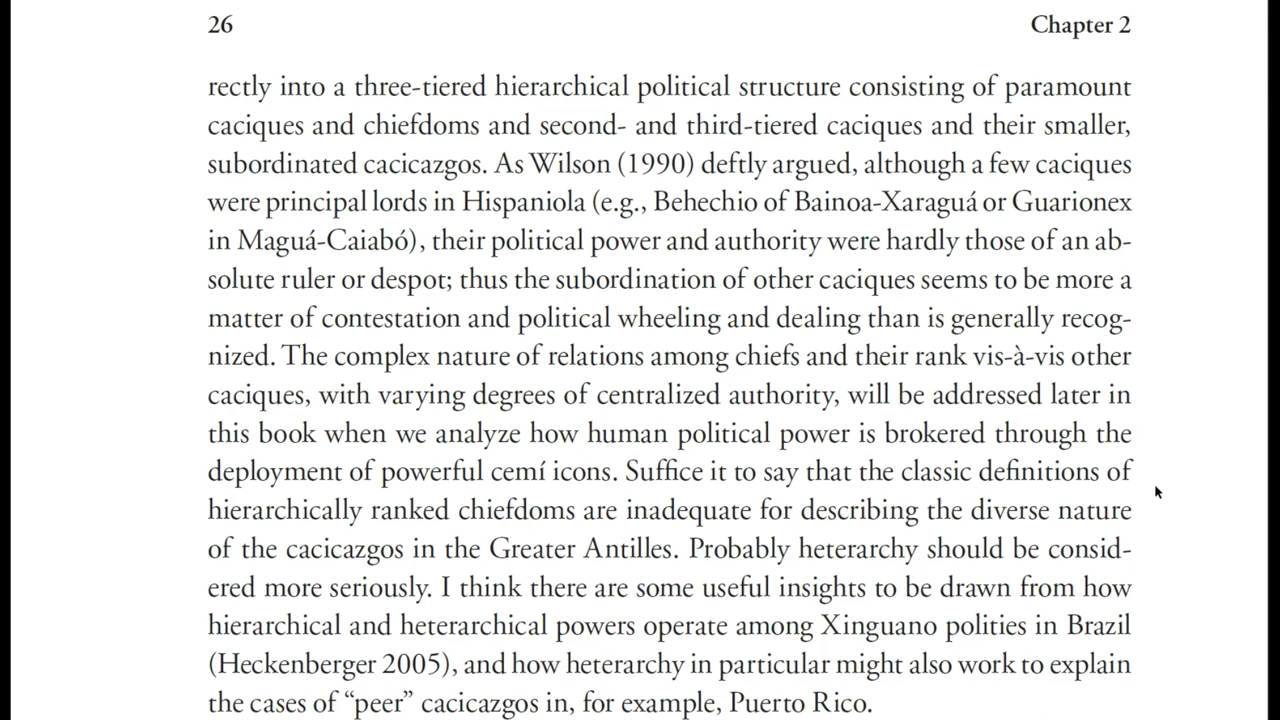 26
Chapter 2
rectly into a three-tiered hierarchical political structure consisting of paramount
caciques and chiefdoms and second- and third-tiered caciques and their smaller,
subordinated cacicazgos. As Wilson (1990) deftly argued, although a few caciques
were principal lords in Hispaniola (e.g., Behechio of Bainoa-Xaraguá or Guarionex
in Maguá-Caiabó), their political power and authority were hardly those of an ab-
solute ruler or despot; thus the subordination of other caciques seems to be more a
matter of contestation and political wheeling and dealing than is generally recog-
nized. The complex nature of relations among chiefs and their rank vis-à-vis other
caciques, with varying degrees of centralized authority, will be addressed later in
this book when we analyze how human political power is brokered through the
deployment of powerful cemí icons. Suffice it to say that the classic definitions of
hierarchically ranked chiefdoms are inadequate for describing the diverse nature
of the cacicazgos in the Greater Antilles. Probably heterarchy should be consid-
ered more seriously. I think there are some useful insights to be drawn from how
hierarchical and heterarchical powers operate among Xinguano polities in Brazil
(Heckenberger 2005), and how heterarchy in particular might also work to explain
the cases of “peer” cacicazgos in, for example, Puerto Rico.